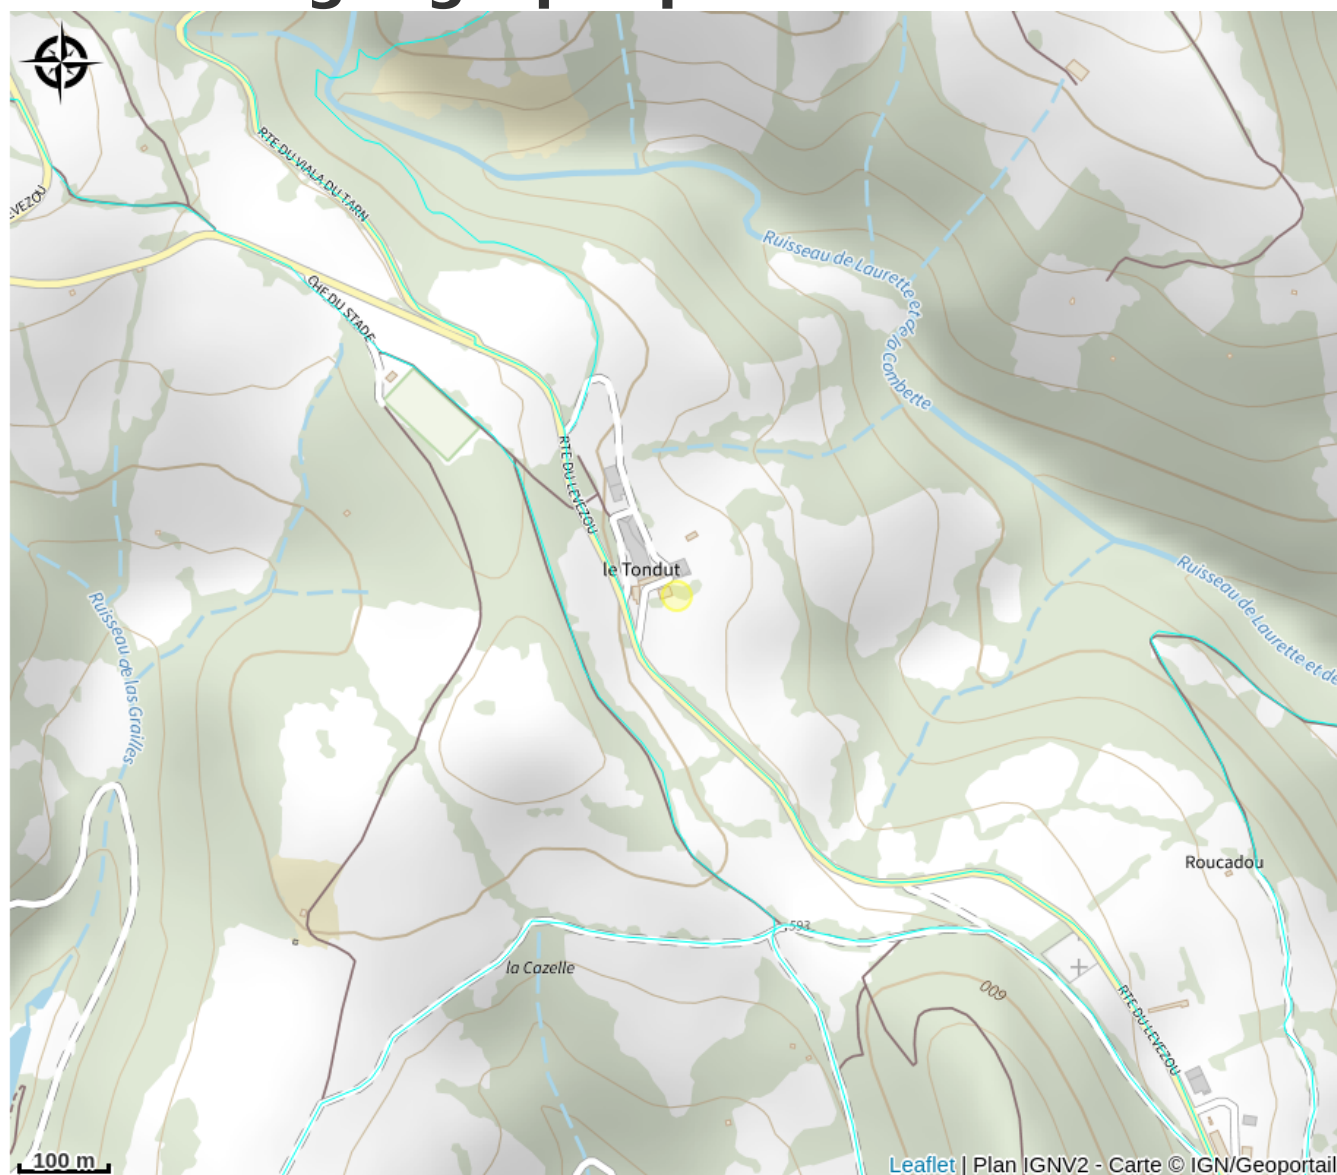 RTE DU VIALA DU TARN
EVEZOU
Ruisseau de Laurette et de la Combette
CHE DU STADE
RTE DU LEVEZOU
le Tondut
Ruisseau de Laurette et de
Ruisseau de las Grailles
Roucadou
593
la Cazelle
600
RTE DU LEVEZOU
100 m
Leaflet | Plan IGNV2 - Carte © IGN/Geoportail